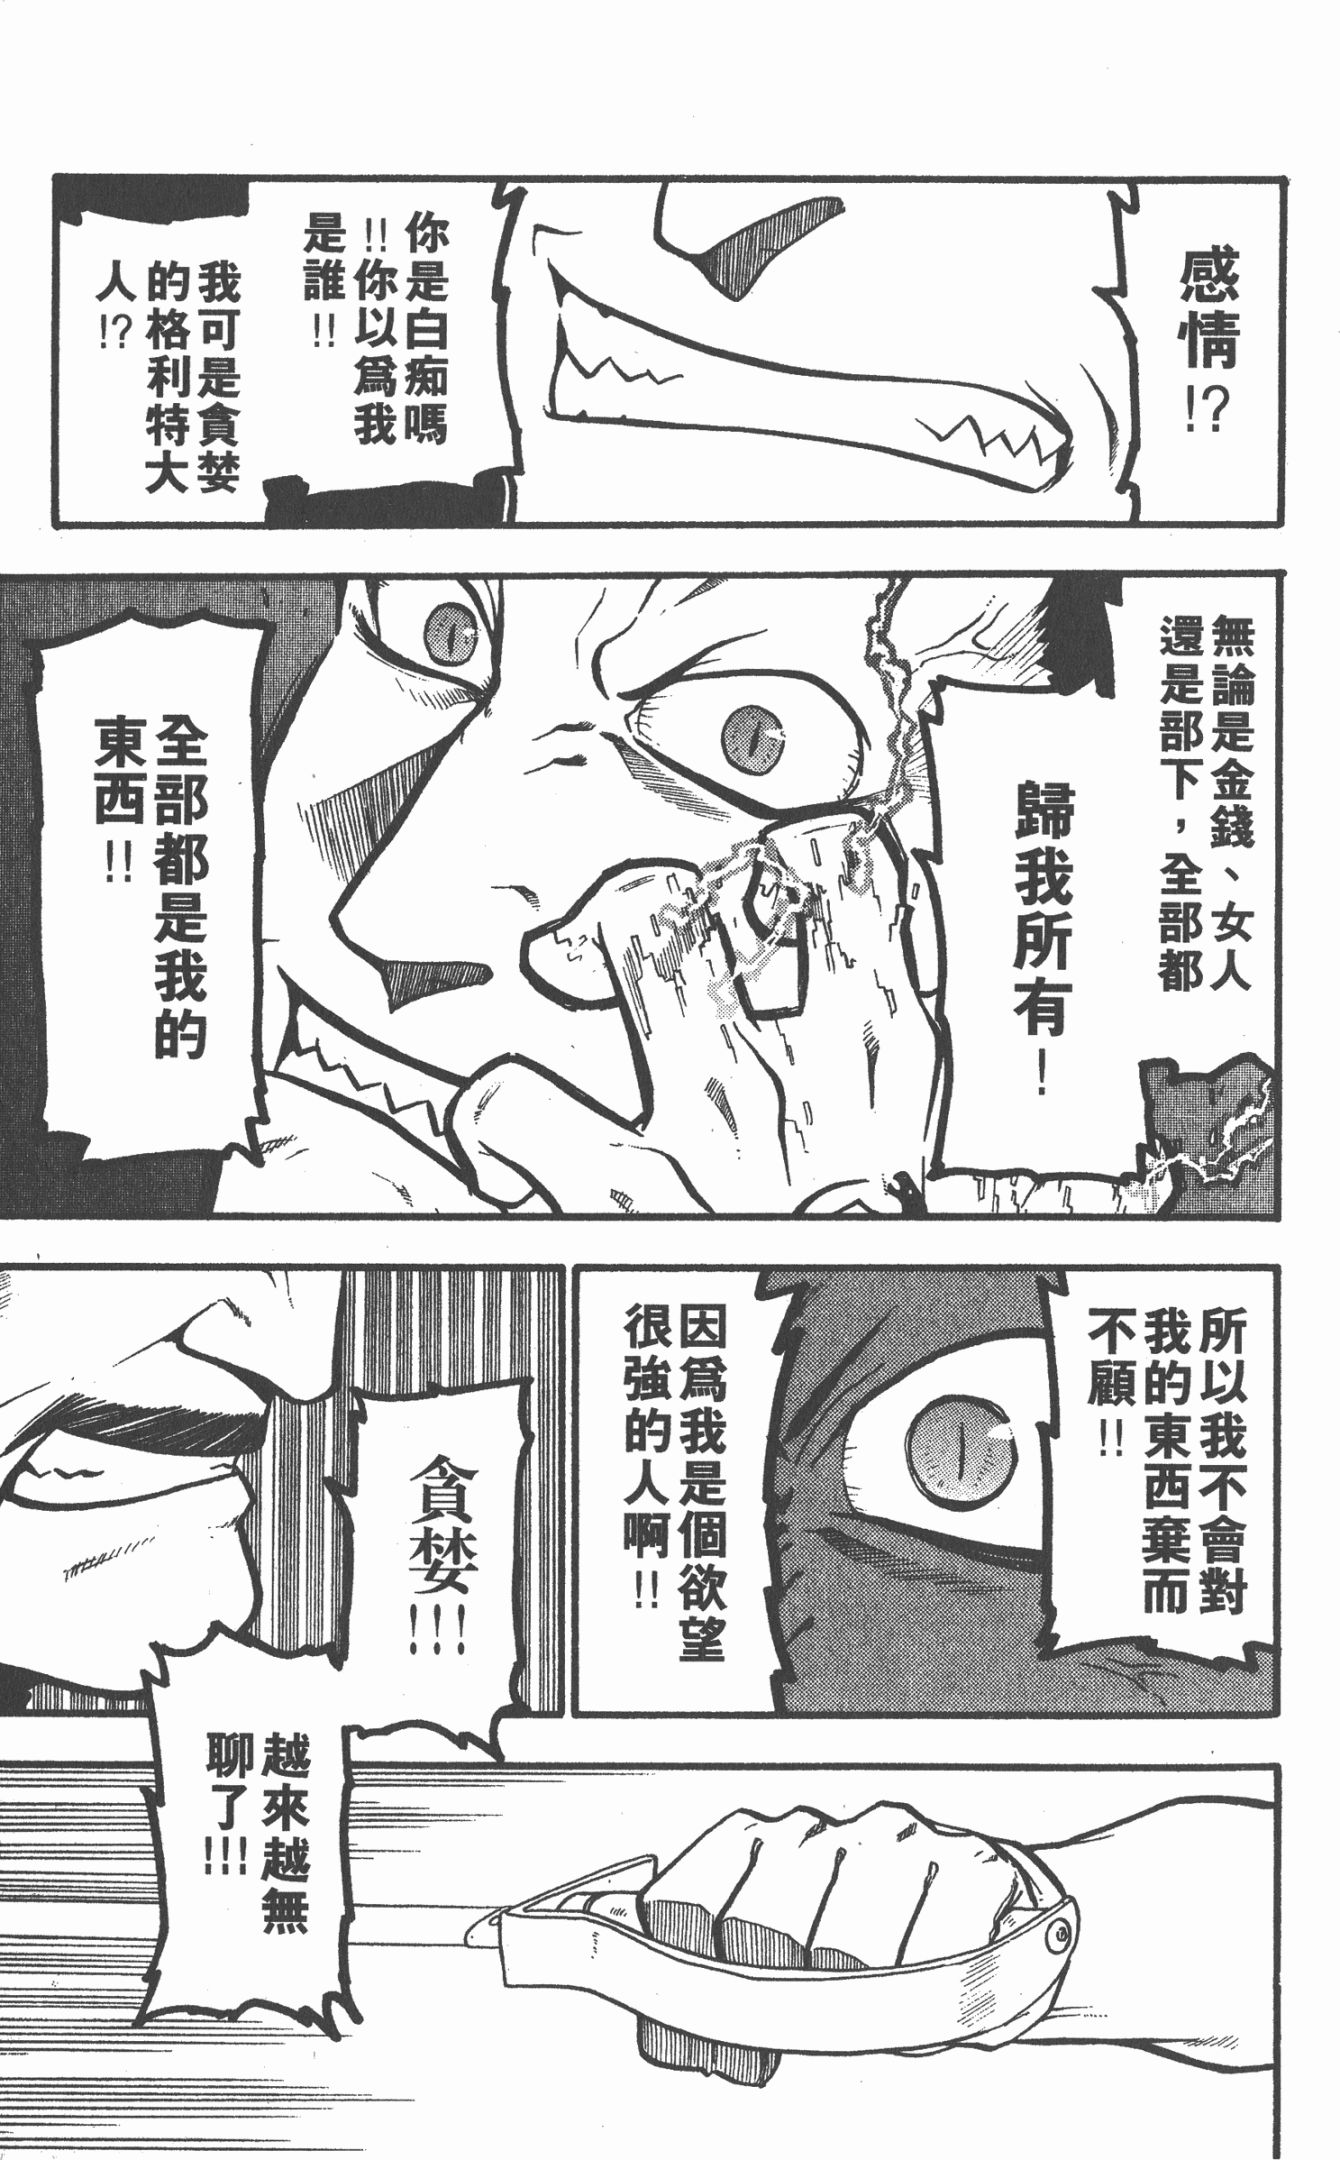 感情!?
你是白痴嗎
!!你以為我
是誰!!
我可是貪婪
的格利特大
人!?
無論是金錢、女人
還是部下，全部都
歸我所有!
全部都是我的
東西!!
所以我不會對
我的東西棄而
不顧!!
因為我是個欲望
很強的人啊!!
貪婪!!!
越來越無
聊了!!!